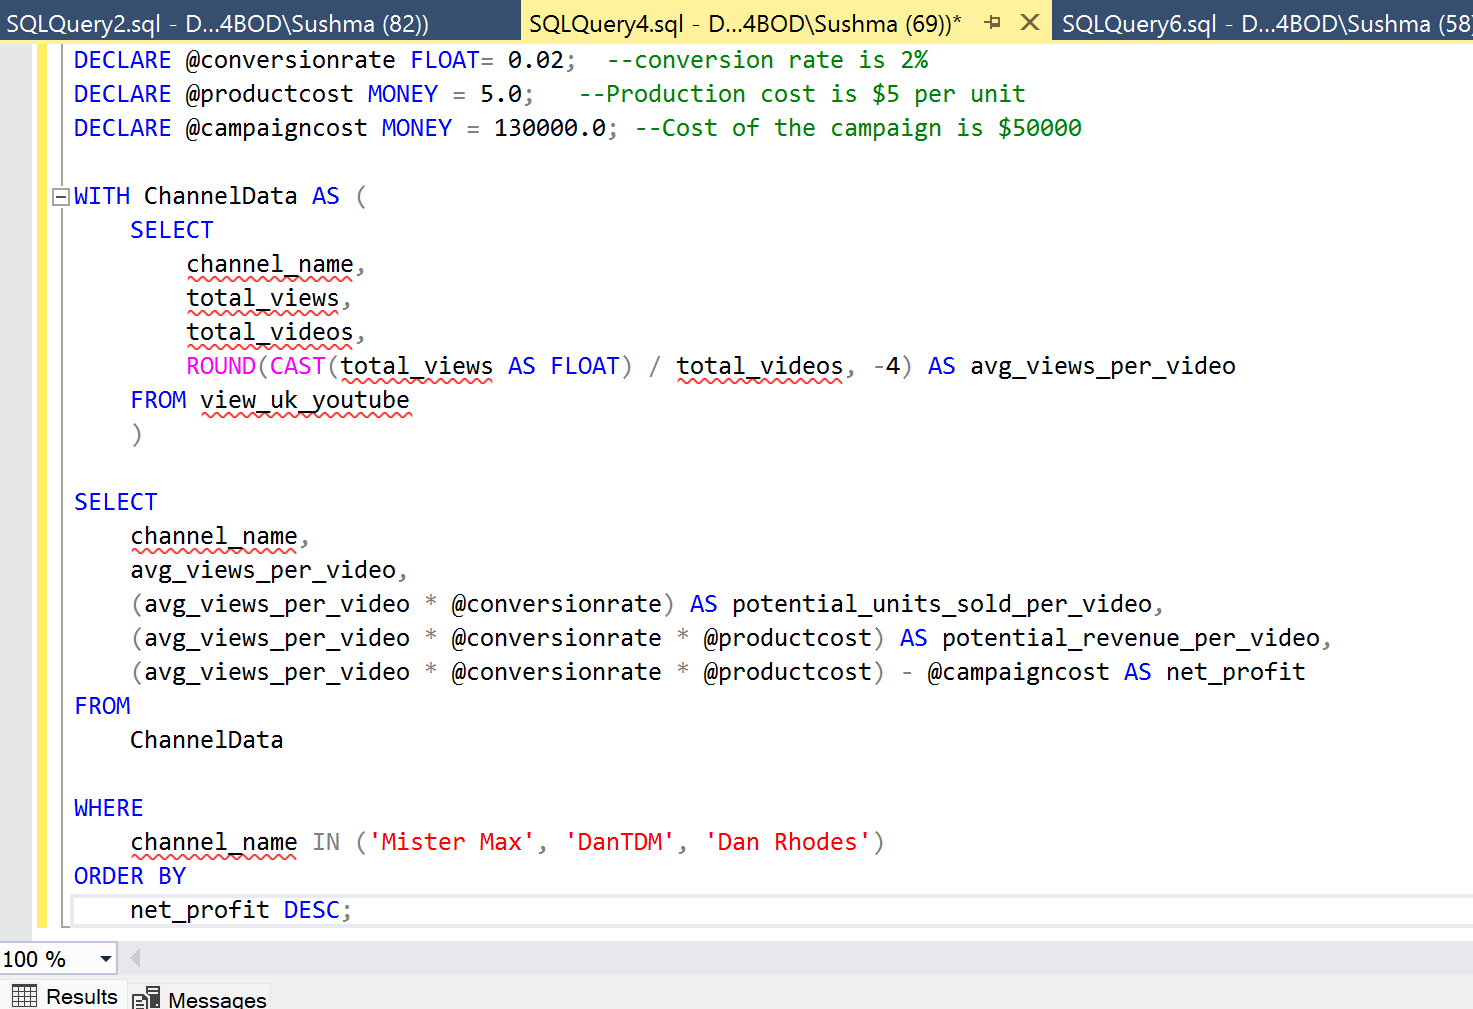 SQLQuery2.sql - D...4BOD\Sushma (82)) SQLQuery4.sql - D...4BOD\Sushma (69))* SQLQuery6.sql - D...4BOD\Sushma (58
DECLARE @conversionrate FLOAT= 0.02;  --conversion rate is 2%
DECLARE @productcost MONEY = 5.0;   --Production cost is $5 per unit
DECLARE @campaigncost MONEY = 130000.0; --Cost of the campaign is $50000
WITH ChannelData AS (
    SELECT
        channel_name,
        total_views,
        total_videos,
        ROUND(CAST(total_views AS FLOAT) / total_videos, -4) AS avg_views_per_video
    FROM view_uk_youtube
    )
SELECT
    channel_name,
    avg_views_per_video,
    (avg_views_per_video * @conversionrate) AS potential_units_sold_per_video,
    (avg_views_per_video * @conversionrate * @productcost) AS potential_revenue_per_video,
    (avg_views_per_video * @conversionrate * @productcost) - @campaigncost AS net_profit
FROM
    ChannelData
WHERE
    channel_name IN ('Mister Max', 'DanTDM', 'Dan Rhodes')
ORDER BY
    net_profit DESC;
100 %
Results Messages